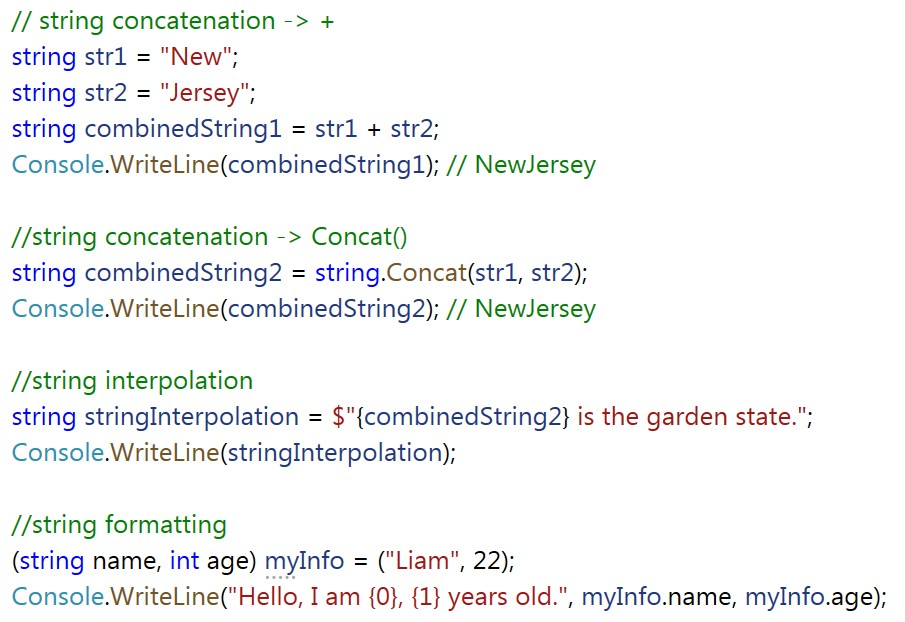 // string concatenation -> +
string str1 = "New";
string str2 = "Jersey";
string combinedString1 = str1 + str2;
Console.WriteLine(combinedString1); // NewJersey
//string concatenation -> Concat()
string combinedString2 = string.Concat(str1, str2);
Console.WriteLine(combinedString2); // NewJersey
//string interpolation
string stringInterpolation = $"{combinedString2} is the garden state.";
Console.WriteLine(stringInterpolation);
//string formatting
(string name, int age) myInfo = ("Liam", 22);
Console.WriteLine("Hello, I am {0}, {1} years old.", myInfo.name, myInfo.age);